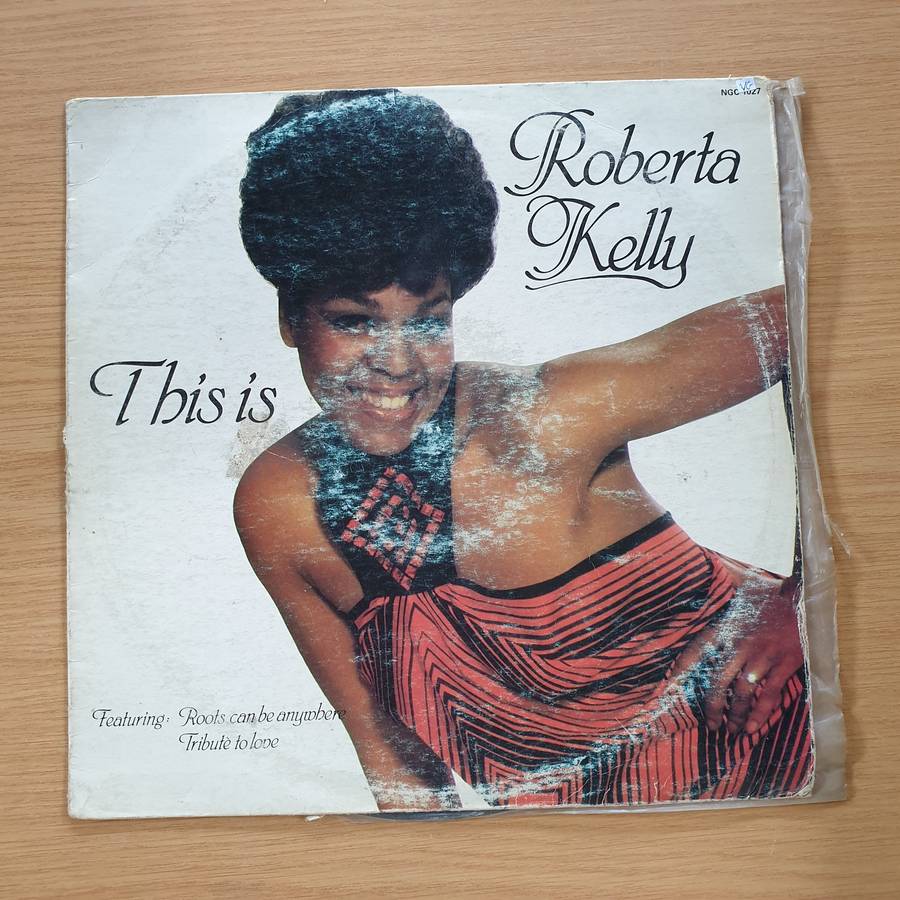 NGC 1027
Roberta
Kelly
This is
Featuring: Roots can be anywhere
Tribute to love